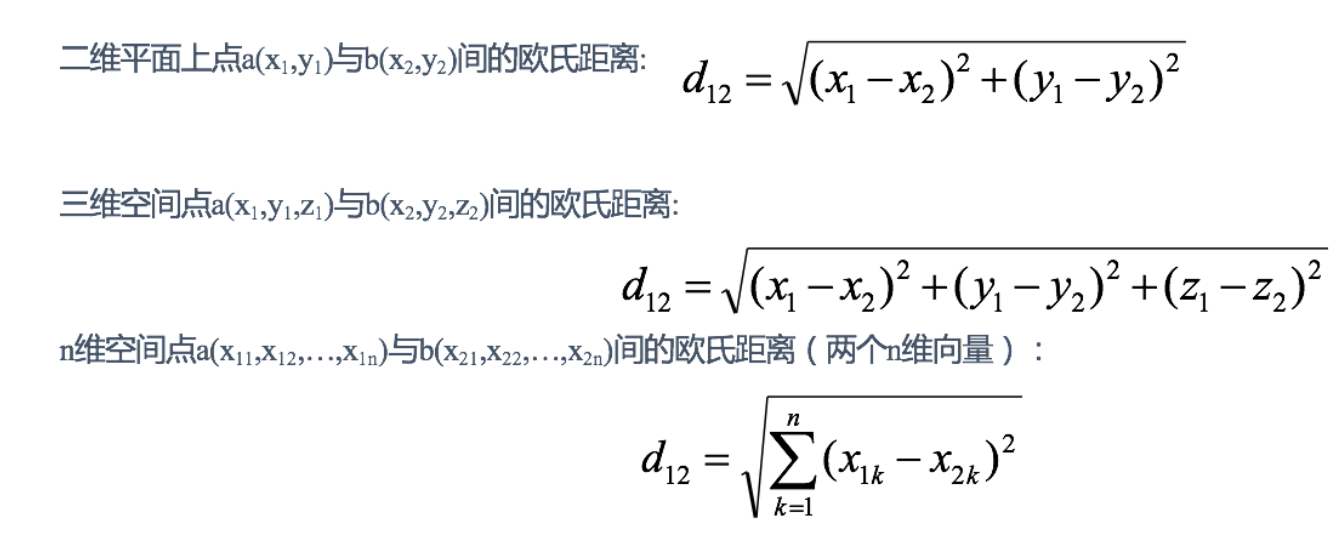 二维平面上点a(x₁,y₁)与b(x₂,y₂)间的欧氏距离: d₁₂ = √((x₁ − x₂)² + (y₁ − y₂)²)
三维空间点a(x₁,y₁,z₁)与b(x₂,y₂,z₂)间的欧氏距离:
d₁₂ = √((x₁ − x₂)² + (y₁ − y₂)² + (z₁ − z₂)²)
n维空间点a(x₁₁,x₁₂,…,x₁ₙ)与b(x₂₁,x₂₂,…,x₂ₙ)间的欧氏距离（两个n维向量）：
d₁₂ = √(∑ₖ₌₁ⁿ (x₁ₖ − x₂ₖ)²)